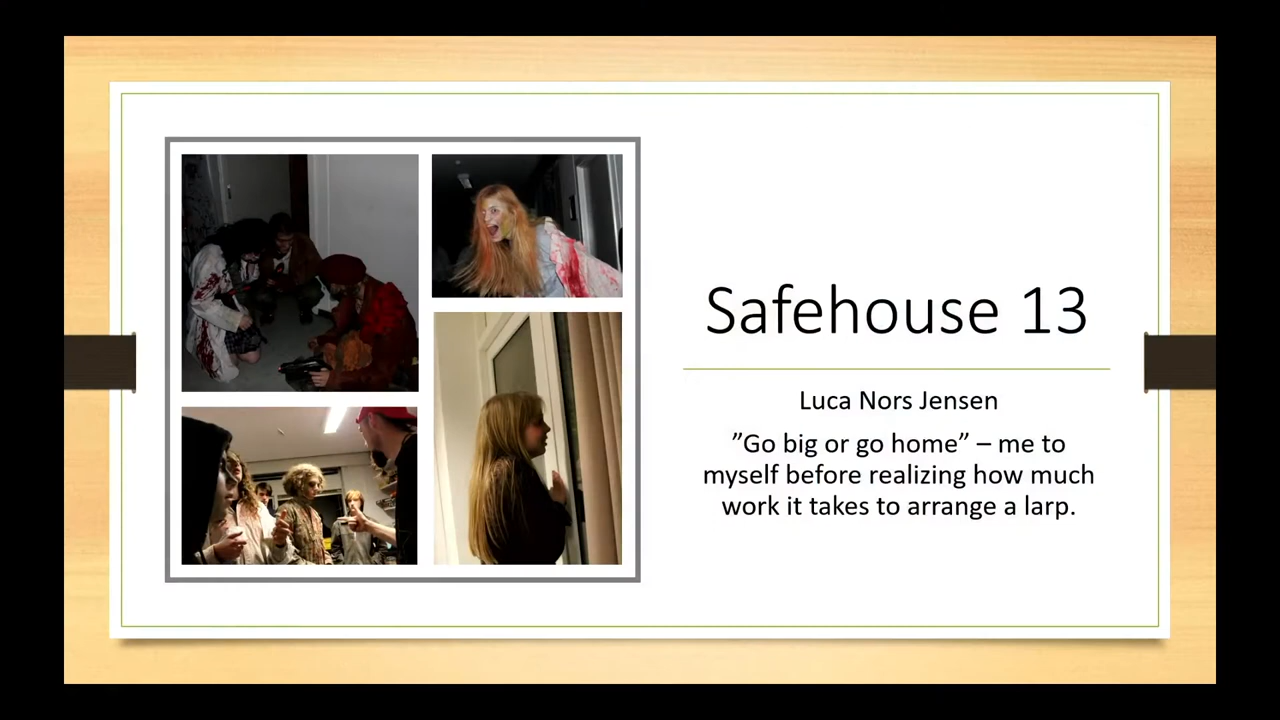 Safehouse 13
Luca Nors Jensen
”Go big or go home” – me to
myself before realizing how much
work it takes to arrange a larp.